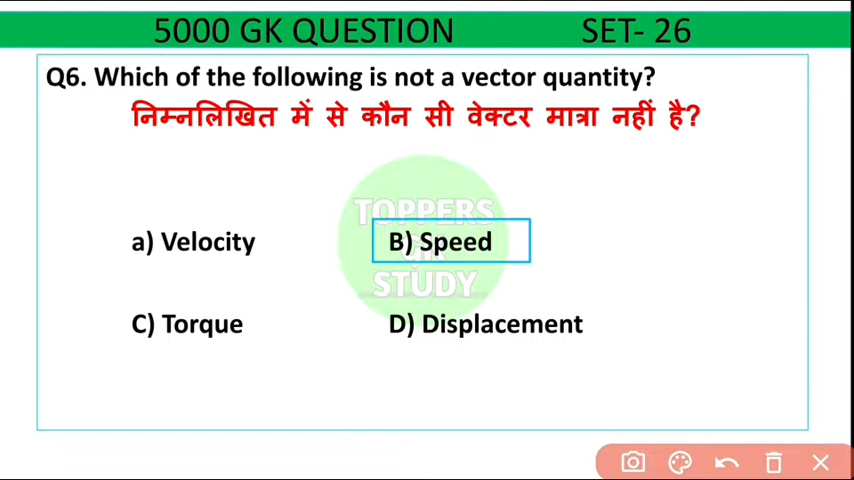 5000 GK QUESTION SET- 26
Q6. Which of the following is not a vector quantity?
निम्नलिखित में से कौन सी वेक्टर मात्रा नहीं है?
TOPPERS
a) Velocity B) Speed
STUDY
C) Torque D) Displacement